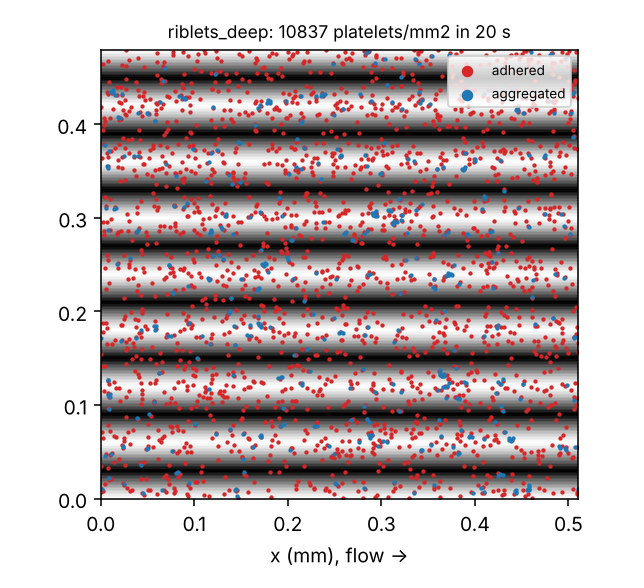 riblets_deep: 10837 platelets/mm2 in 20 s
adhered
aggregated
0.4
0.3
0.2
0.1
0.0
0.0 0.1 0.2 0.3 0.4 0.5
x (mm), flow →